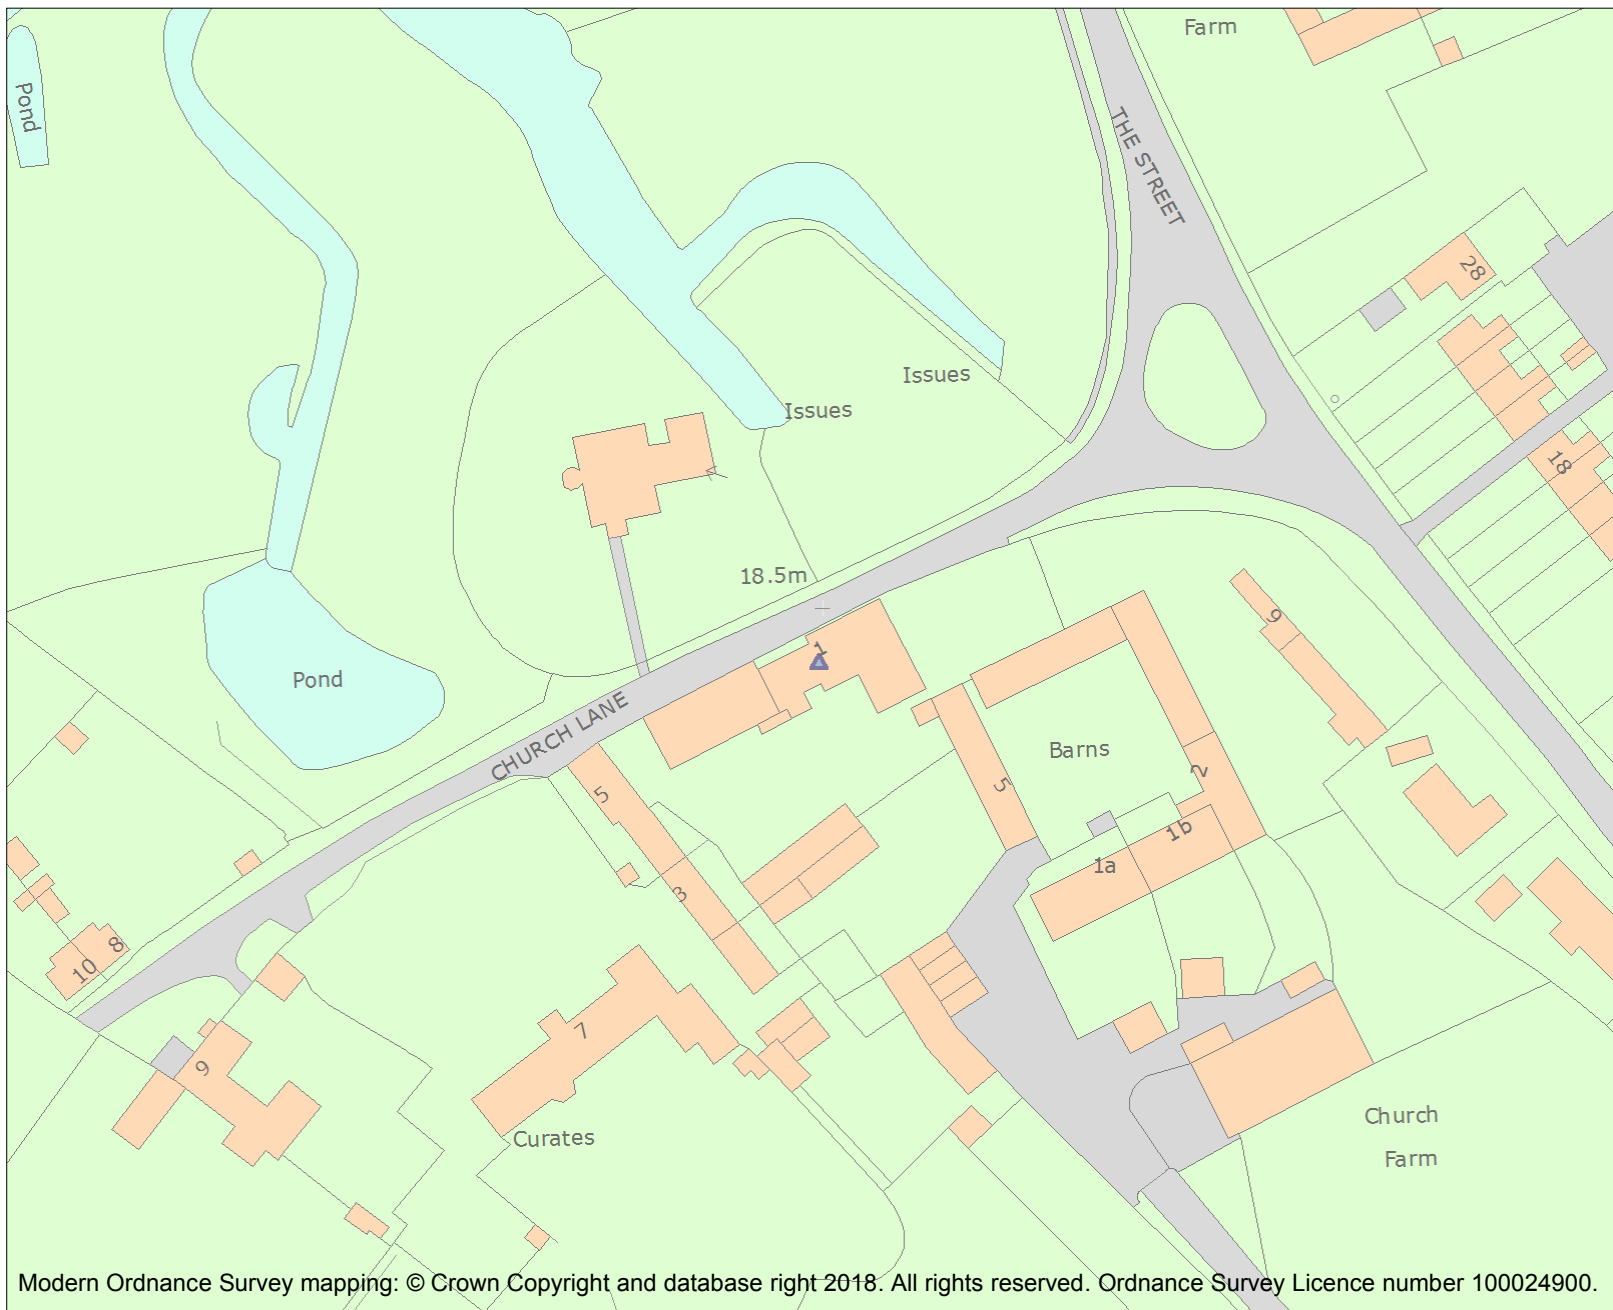 Farm
Pond
THE STREET
28
Issues
Issues
18
18.5m
9
1
Pond
CHURCH LANE
Barns
2
5
5
1b
1a
3
8
10
7
9
Church
Farm
Curates
Modern Ordnance Survey mapping: © Crown Copyright and database right 2018. All rights reserved. Ordnance Survey Licence number 100024900.